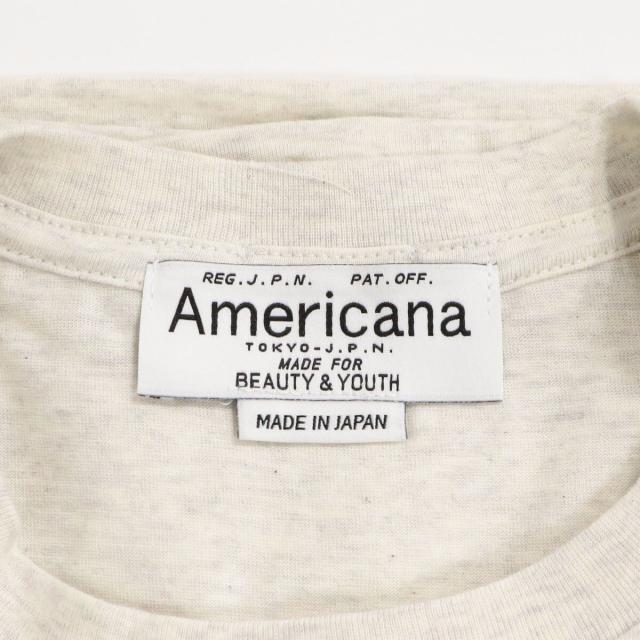 REG.J.P.N. PAT.OFF.
Americana
TOKYO-J.P.N.
MADE FOR
BEAUTY & YOUTH
MADE IN JAPAN